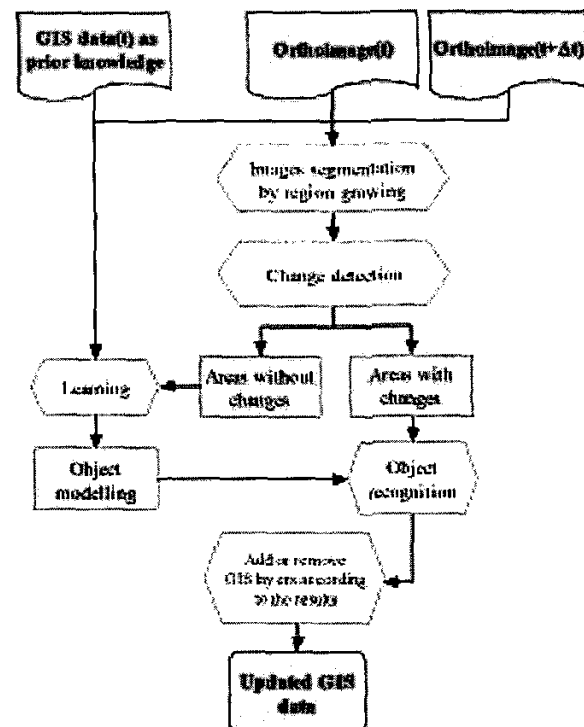 GIS data(t) as
prior knowledge
Orthoimage(t)
Orthoimage(t+Δt)
Images segmentation
by region growing
Change detection
Areas without
changes
Areas with
changes
Learning
Object
modelling
Object
recognition
Add or remove
GIS by according
to the results
Updated GIS
data